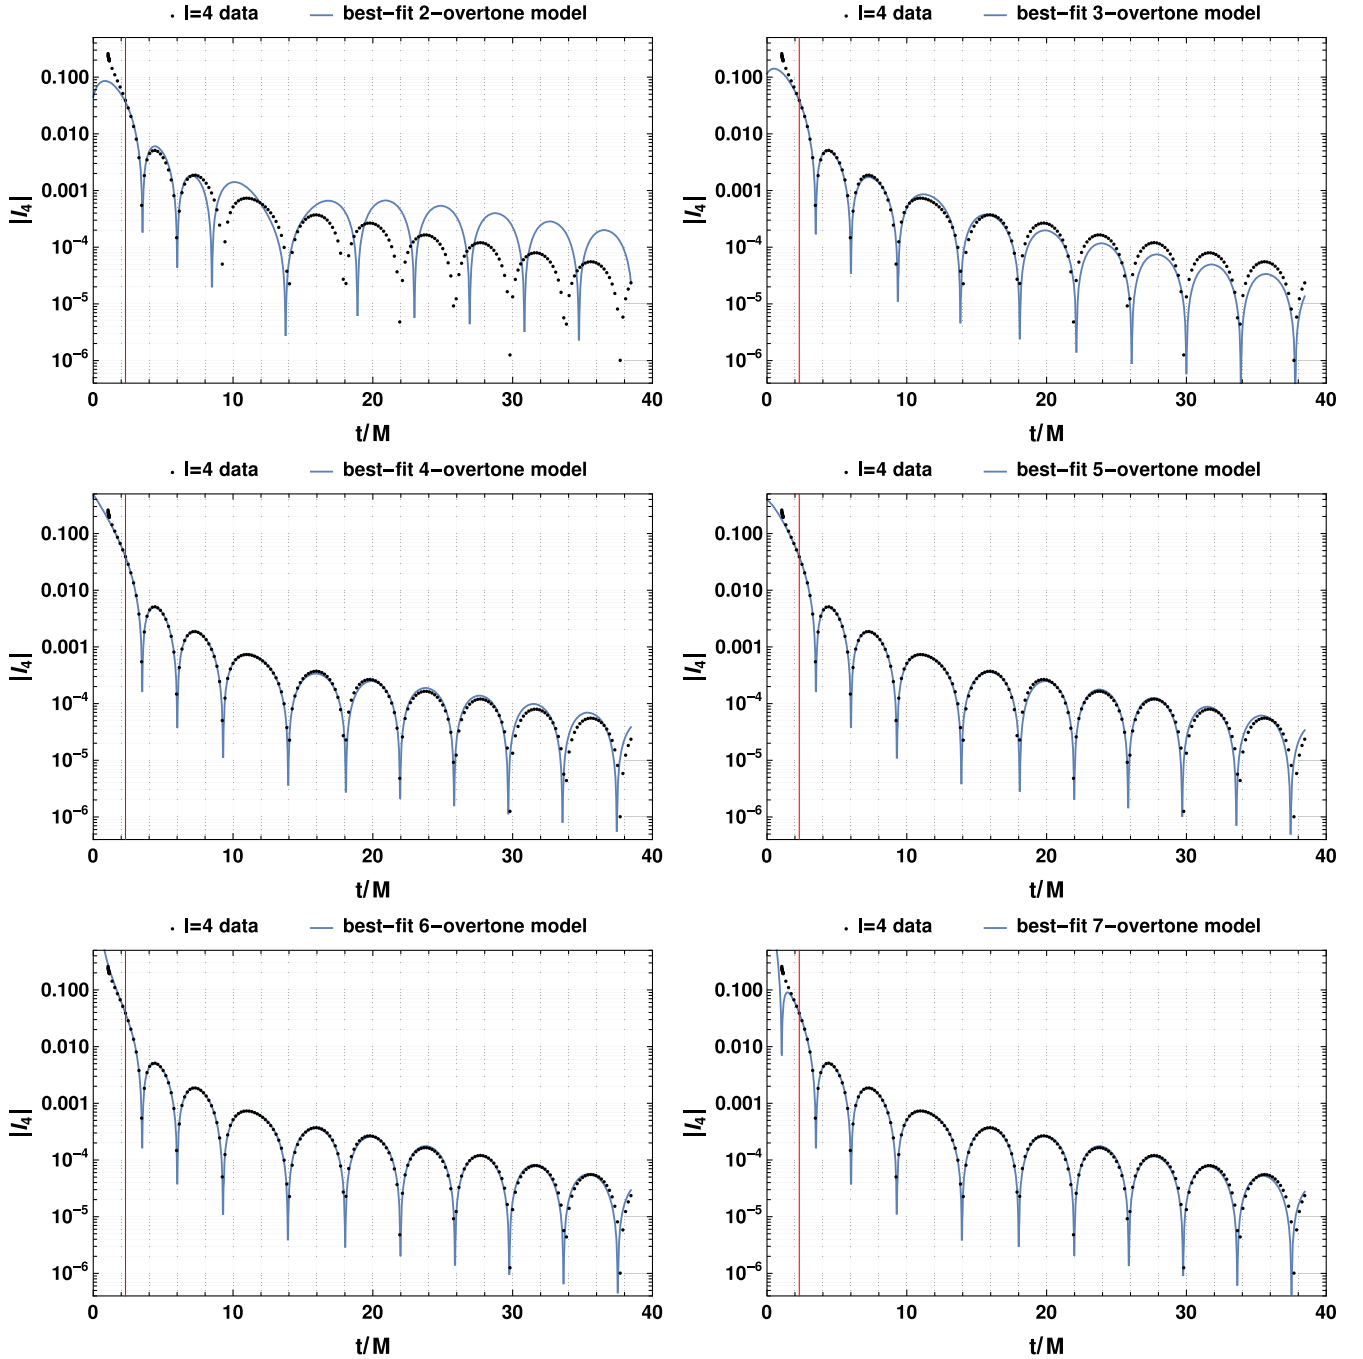 l=4 data best−fit 2−overtone model
0.100
0.010
0.001
10⁻⁴
10⁻⁵
10⁻⁶
|I₄|
0 10 20 30 40
t/M
l=4 data best−fit 3−overtone model
0.100
0.010
0.001
10⁻⁴
10⁻⁵
10⁻⁶
|I₄|
0 10 20 30 40
t/M
l=4 data best−fit 4−overtone model
0.100
0.010
0.001
10⁻⁴
10⁻⁵
10⁻⁶
|I₄|
0 10 20 30 40
t/M
l=4 data best−fit 5−overtone model
0.100
0.010
0.001
10⁻⁴
10⁻⁵
10⁻⁶
|I₄|
0 10 20 30 40
t/M
l=4 data best−fit 6−overtone model
0.100
0.010
0.001
10⁻⁴
10⁻⁵
10⁻⁶
|I₄|
0 10 20 30 40
t/M
l=4 data best−fit 7−overtone model
0.100
0.010
0.001
10⁻⁴
10⁻⁵
10⁻⁶
|I₄|
0 10 20 30 40
t/M